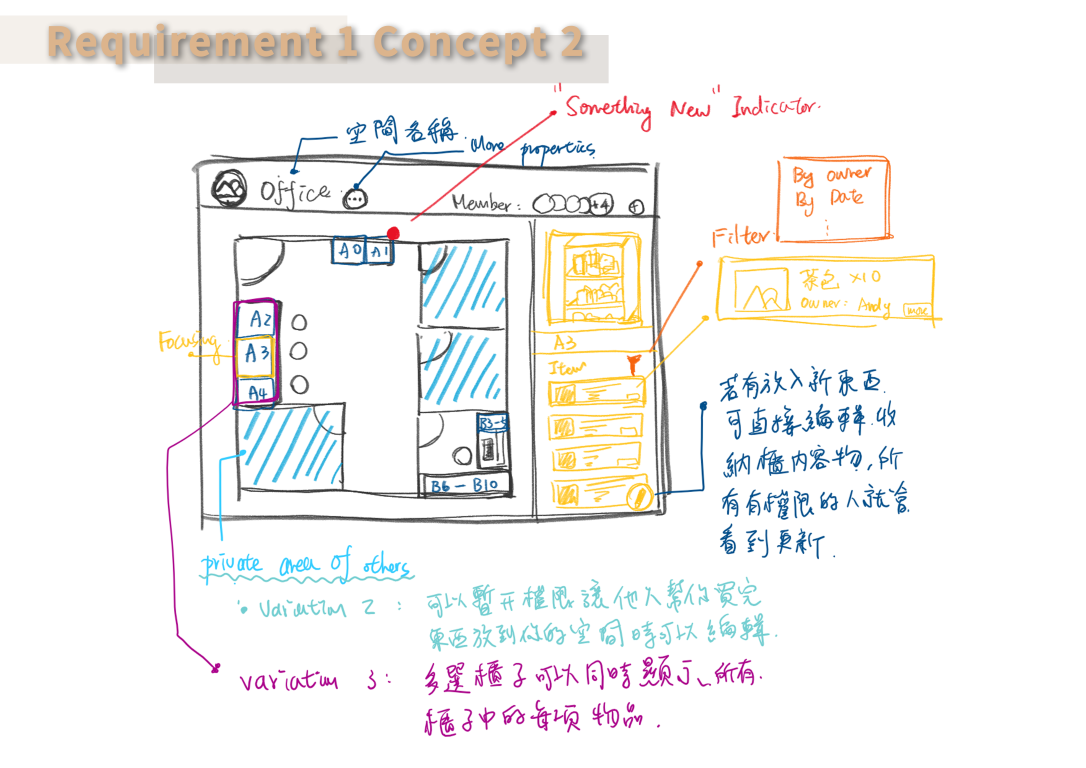 Requirement 1 Concept 2
"Something New" Indicator.
空間名稱
More properties
Office
Member:
+4
+
By owner
By Date
Filter
A0
A1
茶包 x10
Owner: Andy
more
A2
A3
A4
Focusing
A3
Item
若有放入新東西
可直接編輯收
納櫃內容物,所
有有權限的人就會
看到更新.
B3-5
B6 - B10
private area of others
• Variation 2 : 可以暫開權限讓他人幫你買完
東西放到你的空間時可以編輯.
variation 3: 多選櫃子可以同時顯示所有
櫃子中的每項物品.